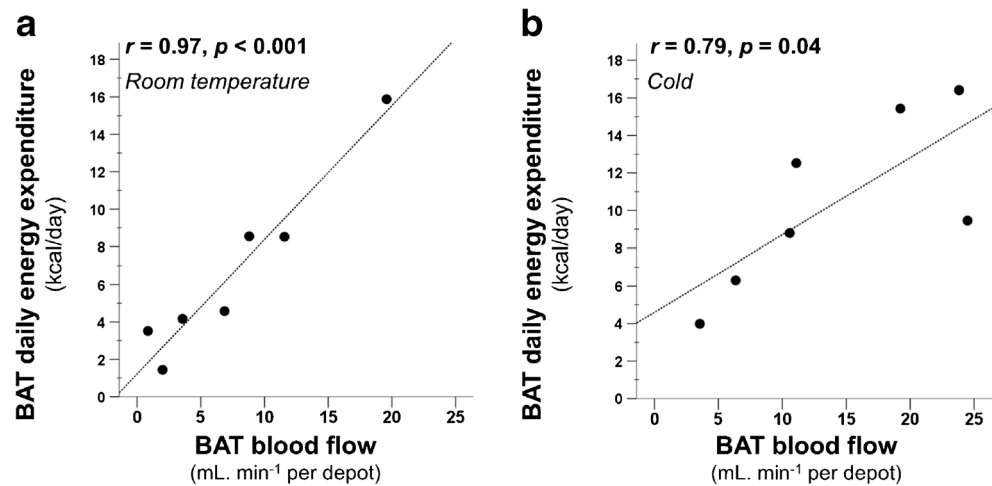 a
r = 0.97, p < 0.001
Room temperature
BAT daily energy expenditure
(kcal/day)
18
16
14
12
10
8
6
4
2
0
0 5 10 15 20 25
BAT blood flow
(mL. min⁻¹ per depot)
b
r = 0.79, p = 0.04
Cold
BAT daily energy expenditure
(kcal/day)
18
16
14
12
10
8
6
4
2
0
0 5 10 15 20 25
BAT blood flow
(mL. min⁻¹ per depot)